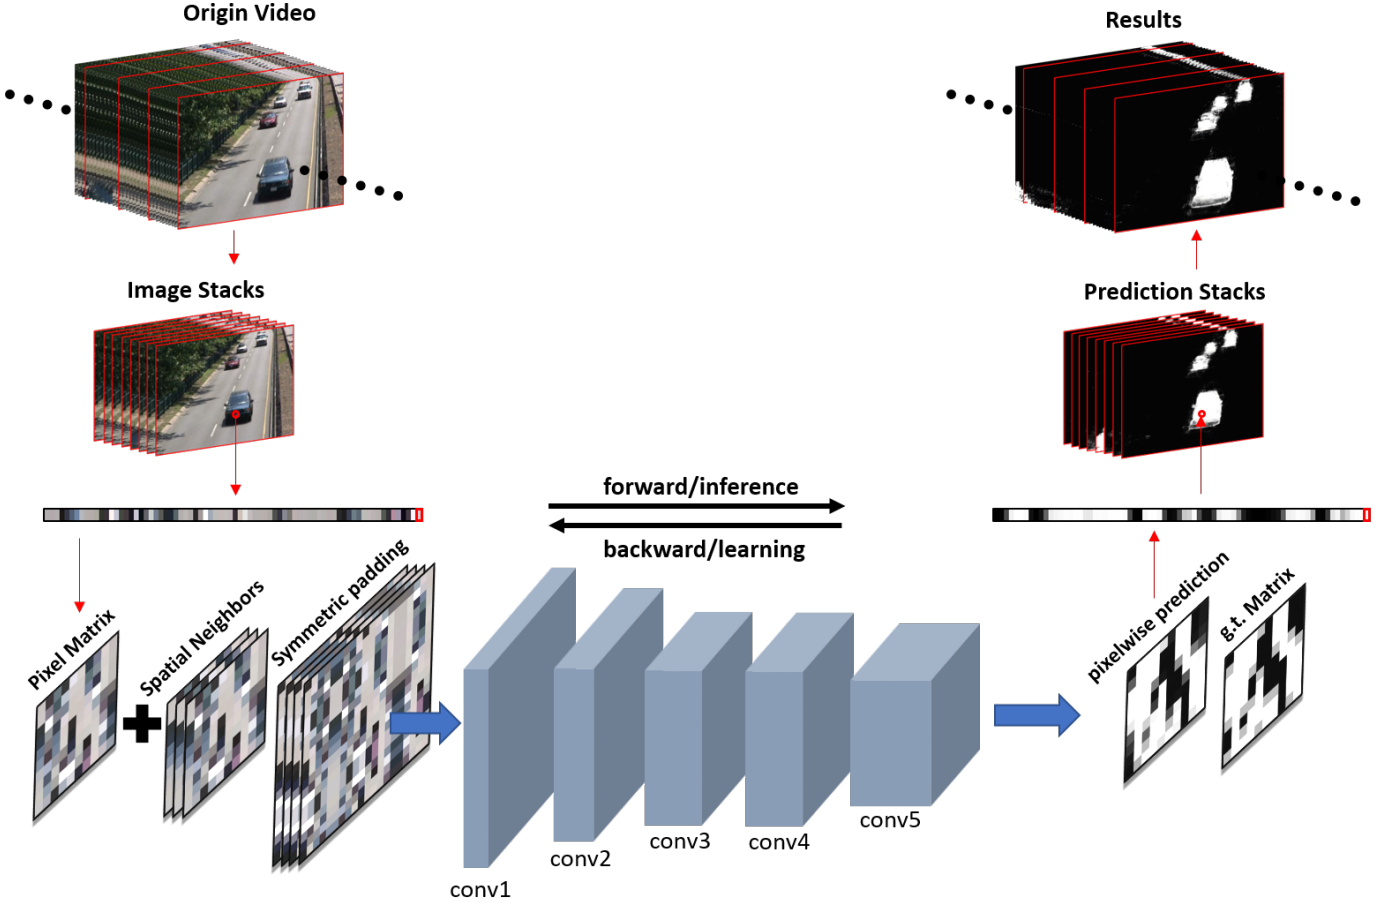 Origin Video
Results
Image Stacks
Prediction Stacks
forward/inference
backward/learning
Pixel Matrix
Spatial Neighbors
Symmetric padding
pixelwise prediction
g.t. Matrix
conv1
conv2
conv3
conv4
conv5